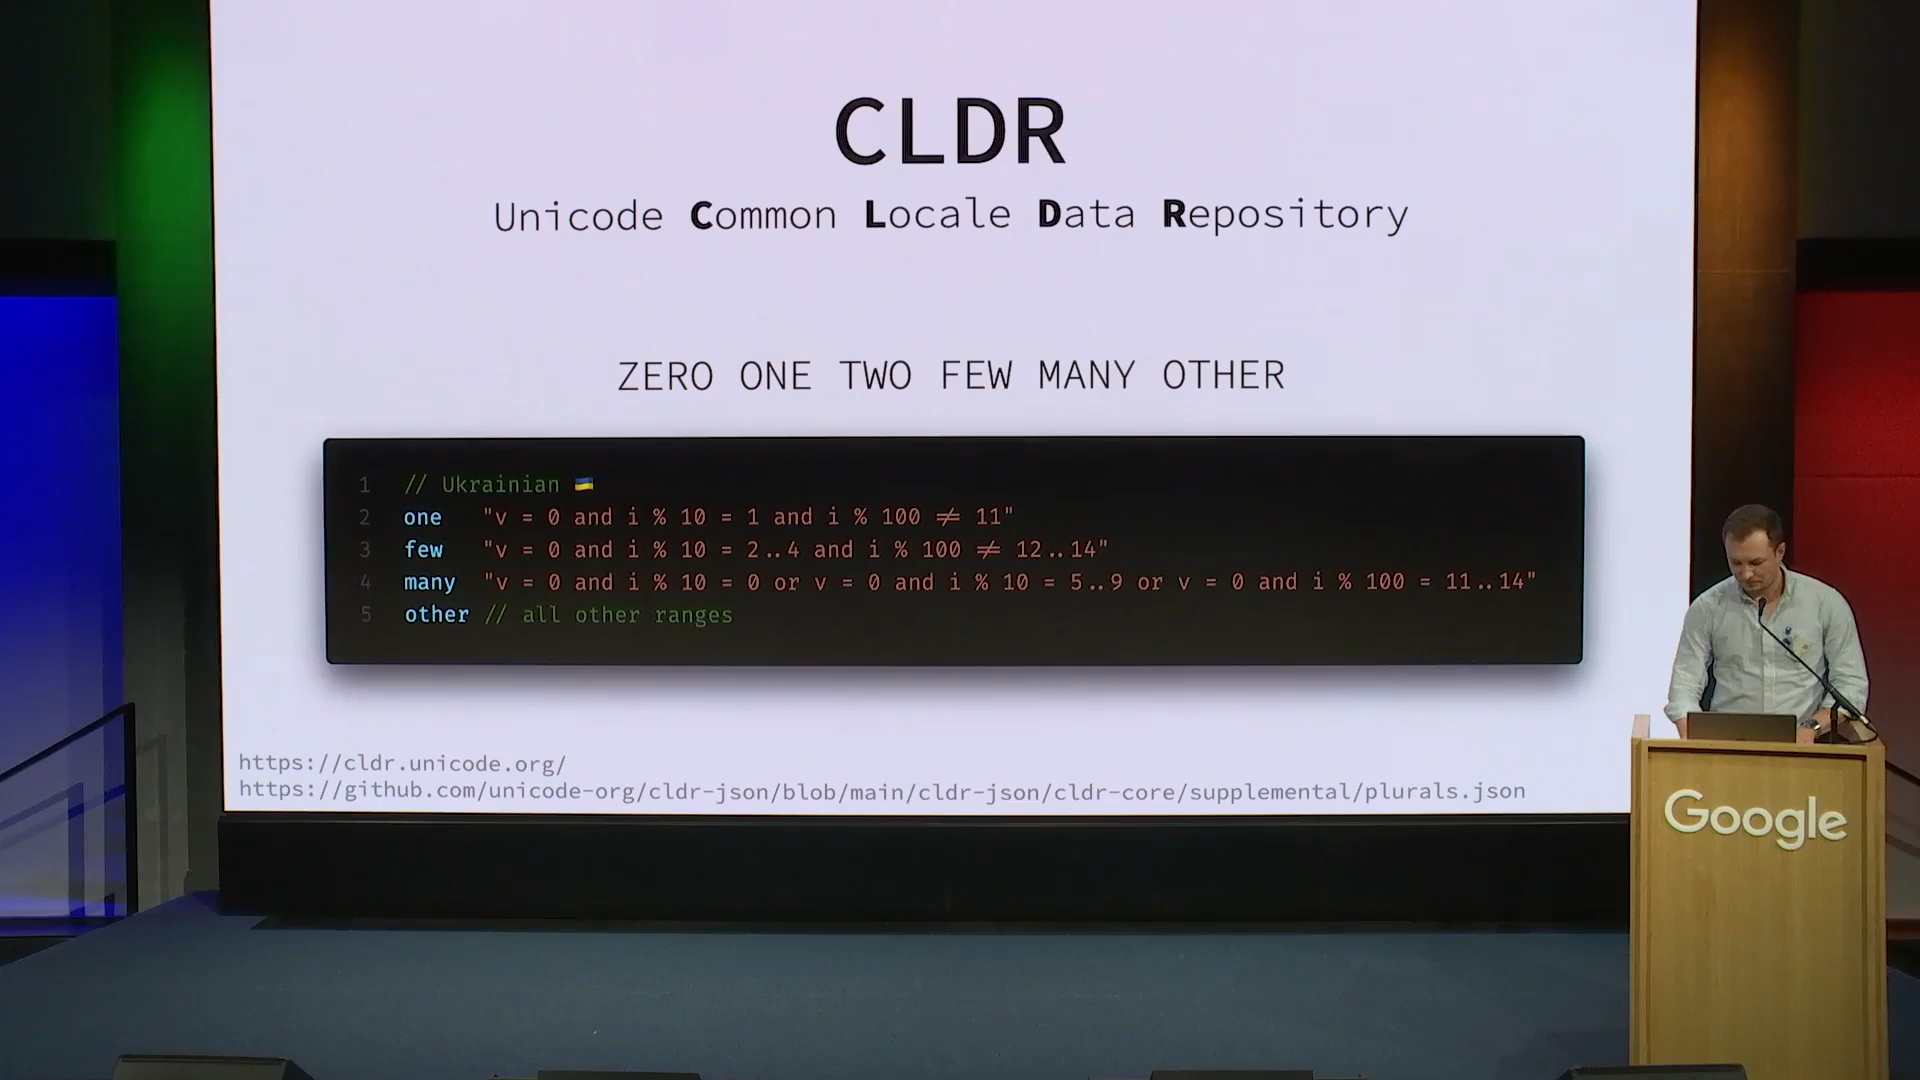 CLDR
Unicode Common Locale Data Repository
ZERO ONE TWO FEW MANY OTHER
1 // Ukrainian 🇺🇦
2 one "v = 0 and i % 10 = 1 and i % 100 ≠ 11"
3 few "v = 0 and i % 10 = 2..4 and i % 100 ≠ 12..14"
4 many "v = 0 and i % 10 = 0 or v = 0 and i % 10 = 5..9 or v = 0 and i % 100 = 11..14"
5 other // all other ranges
https://cldr.unicode.org/
https://github.com/unicode-org/cldr-json/blob/main/cldr-json/cldr-core/supplemental/plurals.json
Google